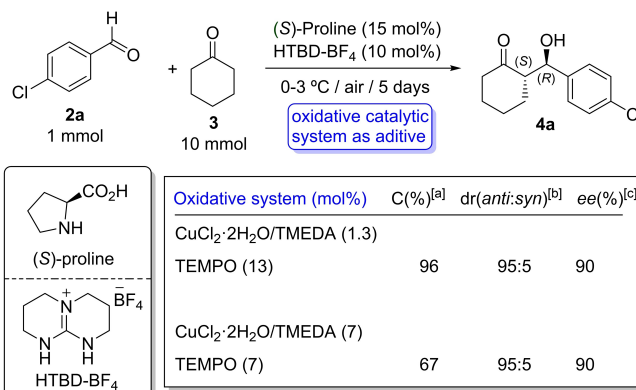 (S)-Proline (15 mol%)
HTBD-BF4 (10 mol%)
0-3 ºC / air / 5 days
oxidative catalytic
system as aditive
H
O
Cl
2a
1 mmol
+
O
3
10 mmol
O OH
(S)
(R)
4a
CO2H
NH
(S)-proline
+
N
BF4
N N
H H
HTBD-BF4
Oxidative system (mol%) C(%)[a] dr(anti:syn)[b] ee(%)[c]
CuCl2·2H2O/TMEDA (1.3)
TEMPO (13) 96 95:5 90
CuCl2·2H2O/TMEDA (7)
TEMPO (7) 67 95:5 90